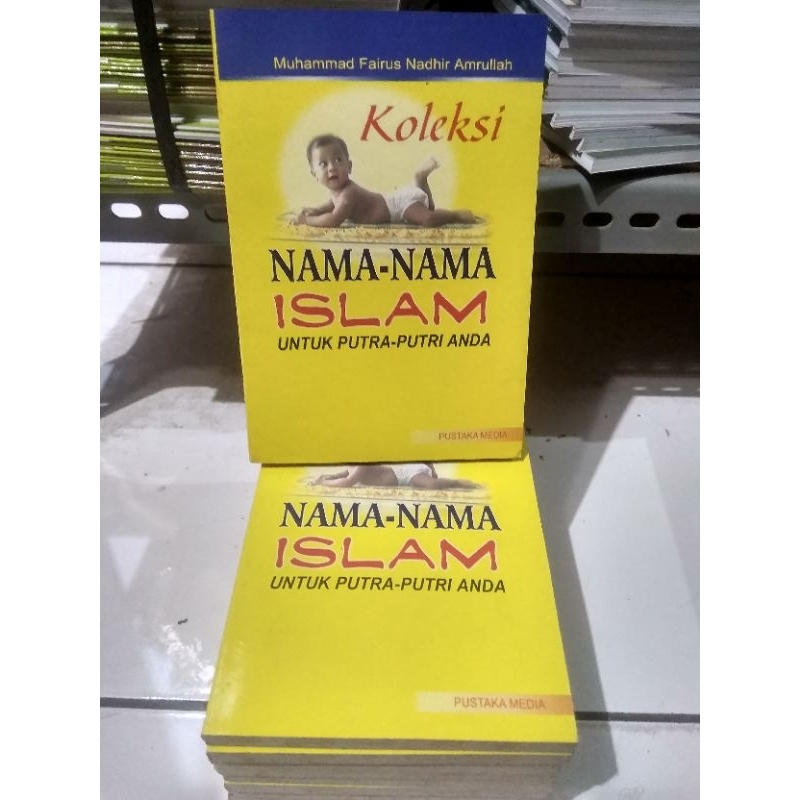 Muhammad Fairus Nadhir Amrullah
Koleksi
NAMA-NAMA
ISLAM
UNTUK PUTRA-PUTRI ANDA
PUSTAKA MEDIA
NAMA-NAMA
ISLAM
UNTUK PUTRA-PUTRI ANDA
PUSTAKA MEDIA